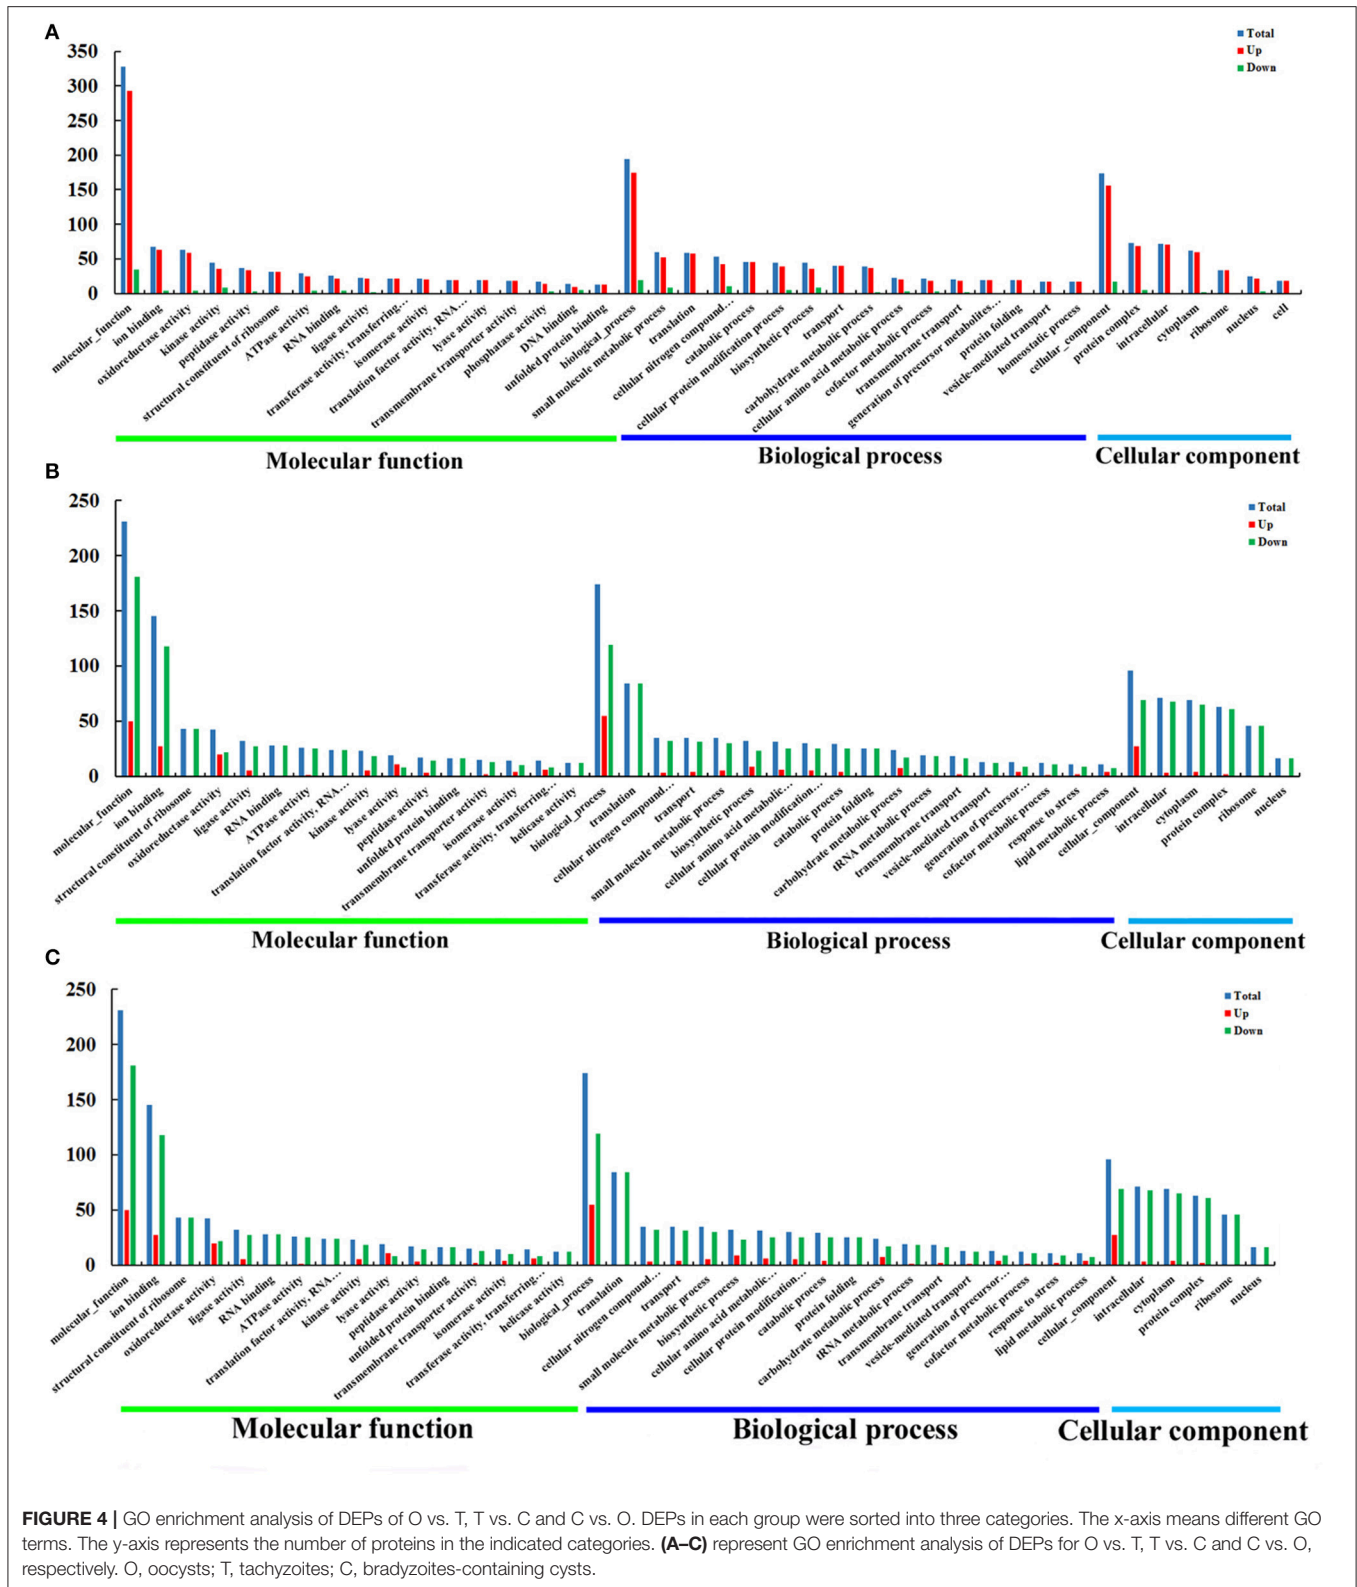 A
Total
Up
Down
350
300
250
200
150
100
50
0
molecular_function
ion binding
oxidoreductase activity
kinase activity
peptidase activity
structural constituent of ribosome
ATPase activity
RNA binding
ligase activity
transferase activity, transferring...
isomerase activity
translation factor activity, RNA...
lyase activity
transmembrane transporter activity
phosphatase activity
DNA binding
unfolded protein binding
biological_process
small molecule metabolic process
translation
cellular nitrogen compound...
catabolic process
cellular protein modification process
biosynthetic process
transport
carbohydrate metabolic process
cellular amino acid metabolic process
cofactor metabolic process
transmembrane transport
generation of precursor metabolites...
protein folding
vesicle-mediated transport
homeostatic process
cellular_component
protein complex
intracellular
cytoplasm
ribosome
nucleus
cell
Molecular function
Biological process
Cellular component
B
Total
Up
Down
250
200
150
100
50
0
molecular_function
ion binding
structural constituent of ribosome
oxidoreductase activity
ligase activity
RNA binding
ATPase activity
translation factor activity, RNA...
kinase activity
lyase activity
peptidase activity
unfolded protein binding
transmembrane transporter activity
isomerase activity
transferase activity, transferring...
helicase activity
biological_process
translation
cellular nitrogen compound...
transport
small molecule metabolic process
biosynthetic process
cellular amino acid metabolic...
cellular protein modification...
catabolic process
protein folding
carbohydrate metabolic process
tRNA metabolic process
transmembrane transport
vesicle-mediated transport
generation of precursor...
cofactor metabolic process
response to stress
lipid metabolic process
cellular_component
intracellular
cytoplasm
protein complex
ribosome
nucleus
Molecular function
Biological process
Cellular component
C
Total
Up
Down
250
200
150
100
50
0
molecular_function
ion binding
structural constituent of ribosome
oxidoreductase activity
ligase activity
RNA binding
ATPase activity
translation factor activity, RNA...
kinase activity
lyase activity
peptidase activity
unfolded protein binding
transmembrane transporter activity
isomerase activity
transferase activity, transferring...
helicase activity
biological_process
translation
cellular nitrogen compound...
transport
small molecule metabolic process
biosynthetic process
cellular amino acid metabolic...
cellular protein modification...
catabolic process
protein folding
carbohydrate metabolic process
tRNA metabolic process
transmembrane transport
vesicle-mediated transport
generation of precursor...
cofactor metabolic process
response to stress
lipid metabolic process
cellular_component
intracellular
cytoplasm
protein complex
ribosome
nucleus
Molecular function
Biological process
Cellular component
FIGURE 4 | GO enrichment analysis of DEPs of O vs. T, T vs. C and C vs. O. DEPs in each group were sorted into three categories. The x-axis means different GO
terms. The y-axis represents the number of proteins in the indicated categories. (A–C) represent GO enrichment analysis of DEPs for O vs. T, T vs. C and C vs. O,
respectively. O, oocysts; T, tachyzoites; C, bradyzoites-containing cysts.